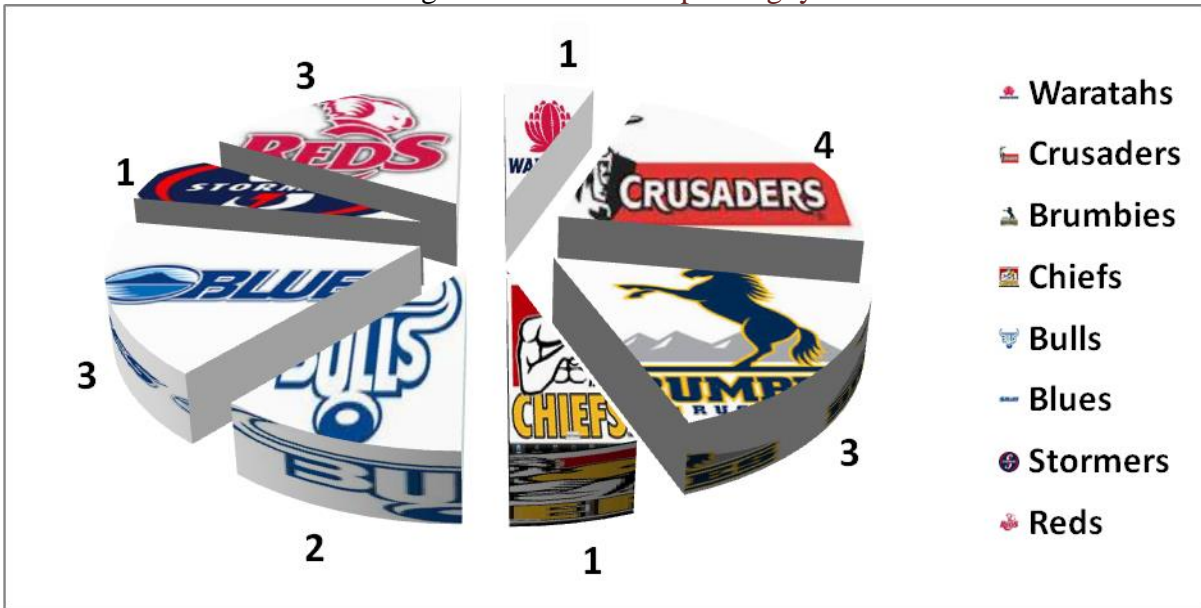 3
1
REDS
4
1
CRUSADERS
BLUE
BULLS
CHIEFS
3
3
2
1
Waratahs
Crusaders
Brumbies
Chiefs
Bulls
Blues
Stormers
Reds